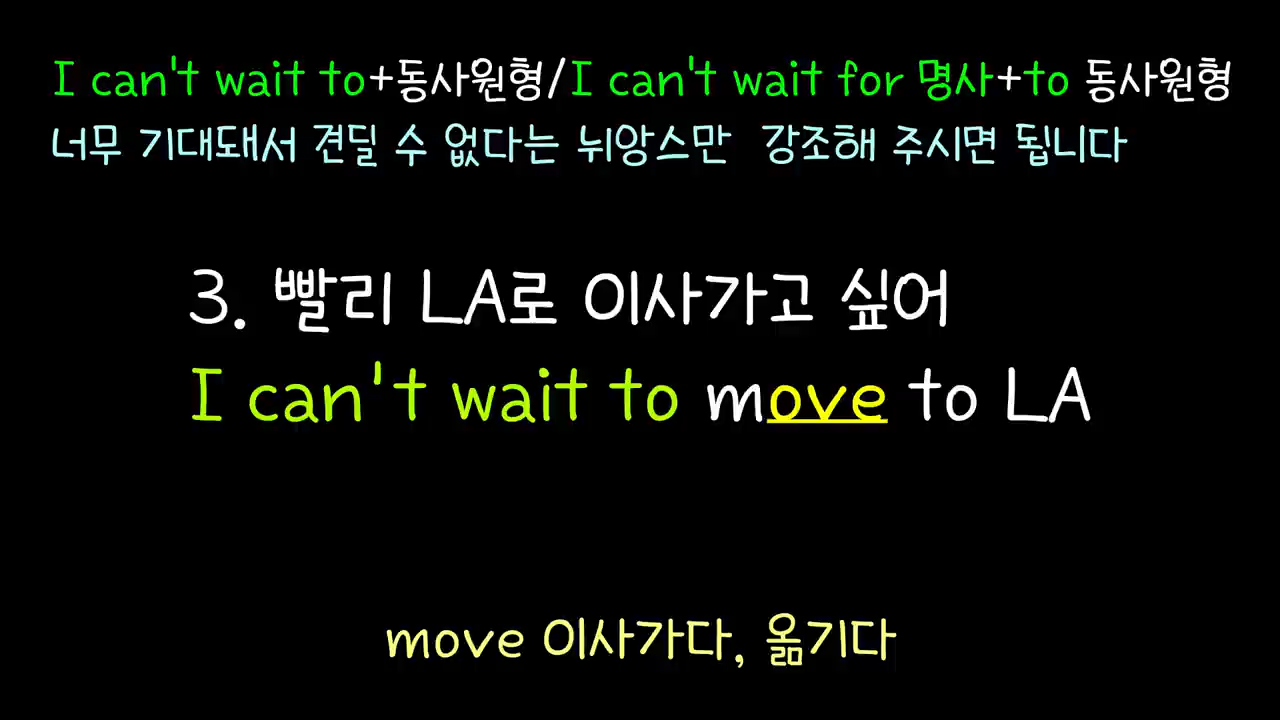 I can't wait to+동사원형/I can't wait for 명사+to 동사원형
너무 기대돼서 견딜 수 없다는 뉘앙스만 강조해 주시면 됩니다
3. 빨리 LA로 이사가고 싶어
I can't wait to move to LA
move 이사가다, 옮기다